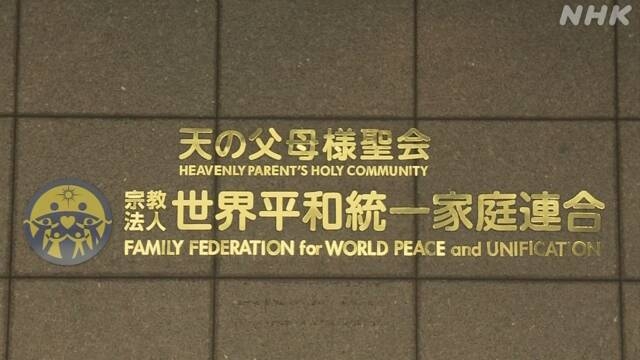 NHK
天の父母様聖会
HEAVENLY PARENT'S HOLY COMMUNITY
宗教法人 世界平和統一家庭連合
FAMILY FEDERATION for WORLD PEACE and UNIFICATION